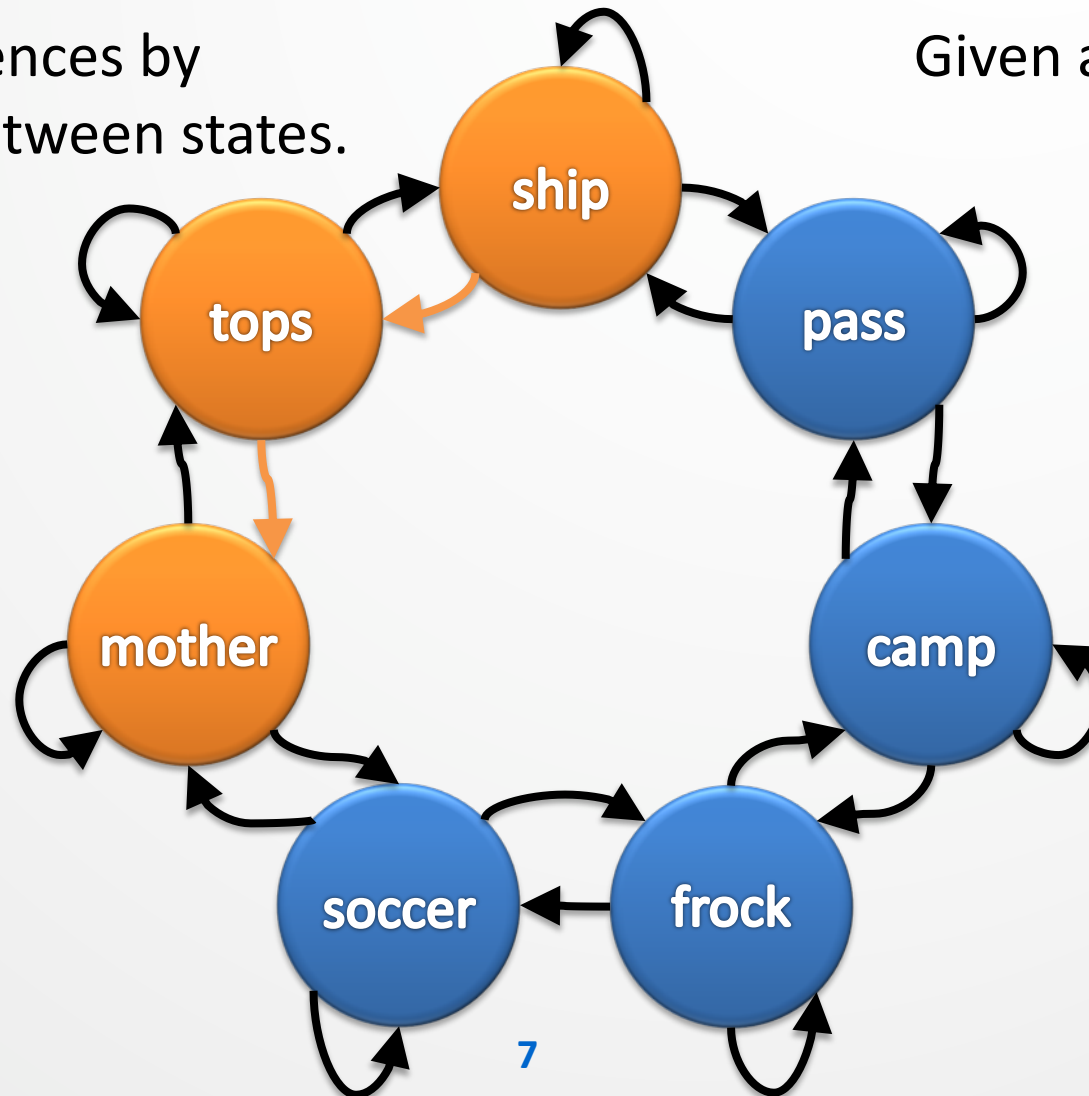 ences by
tween states.
Given a
ship
tops
pass
mother
camp
soccer
frock
7